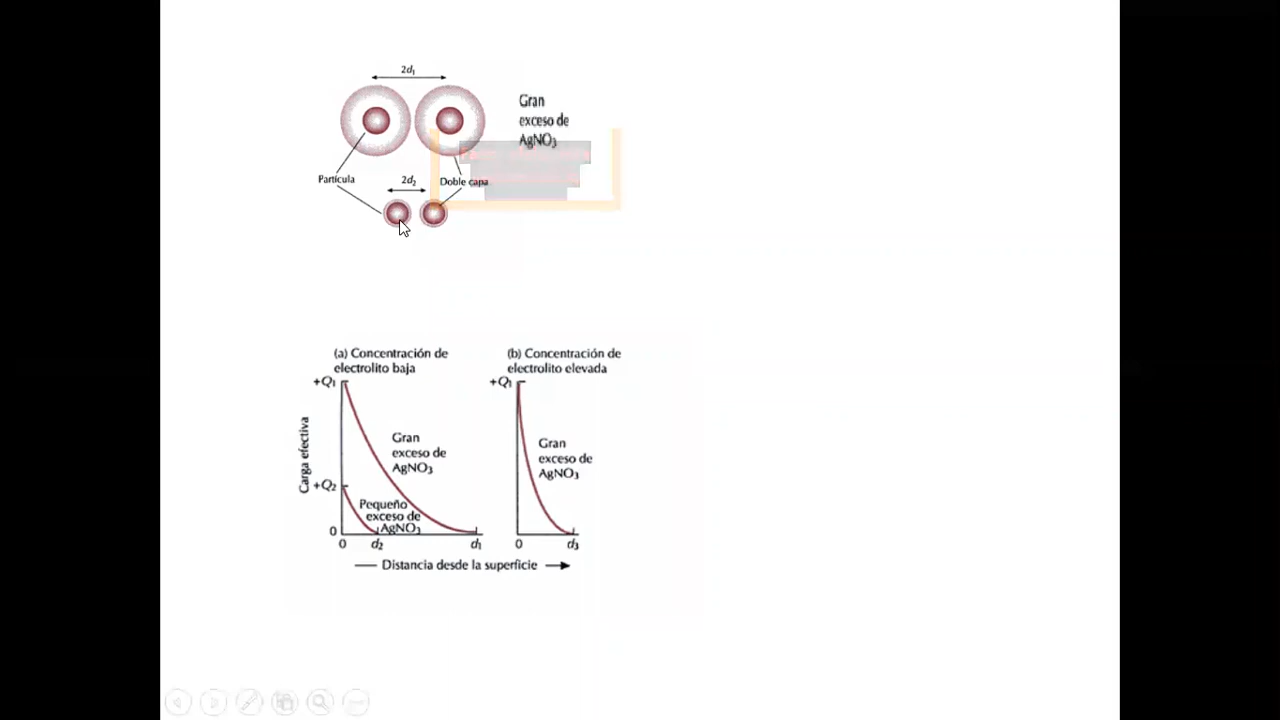 2d₁
Gran
exceso de
AgNO₃
Partícula
2d₂
Doble capa
(a) Concentración de
electrolito baja
(b) Concentración de
electrolito elevada
+Q₁
+Q₁
Carga efectiva
Gran
exceso de
AgNO₃
Gran
exceso de
AgNO₃
+Q₂
Pequeño
exceso de
AgNO₃
0
0
d₂
d₁
0
d₃
Distancia desde la superficie